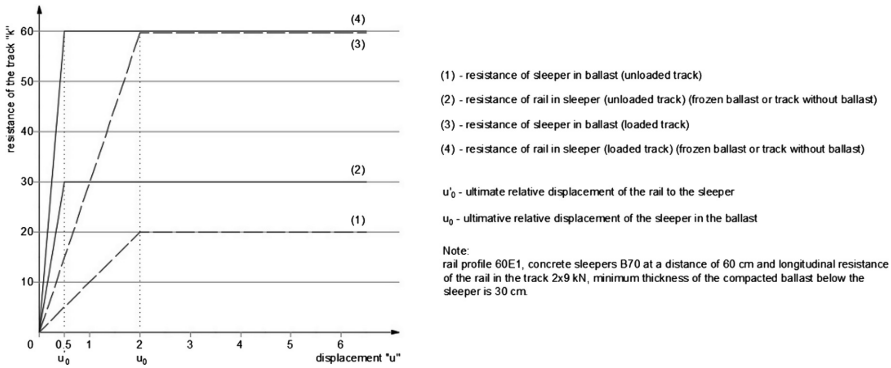 resistance of the track "k"
60
50
40
30
20
10
(4)
(3)
(2)
(1)
0 0.5 1 2 3 4 5 6
u'0 u0 displacement "u"
(1) - resistance of sleeper in ballast (unloaded track)
(2) - resistance of rail in sleeper (unloaded track) (frozen ballast or track without ballast)
(3) - resistance of sleeper in ballast (loaded track)
(4) - resistance of rail in sleeper (loaded track) (frozen ballast or track without ballast)
u'0 - ultimate relative displacement of the rail to the sleeper
u0 - ultimative relative displacement of the sleeper in the ballast
Note:
rail profile 60E1, concrete sleepers B70 at a distance of 60 cm and longitudinal resistance
of the rail in the track 2x9 kN, minimum thickness of the compacted ballast below the
sleeper is 30 cm.